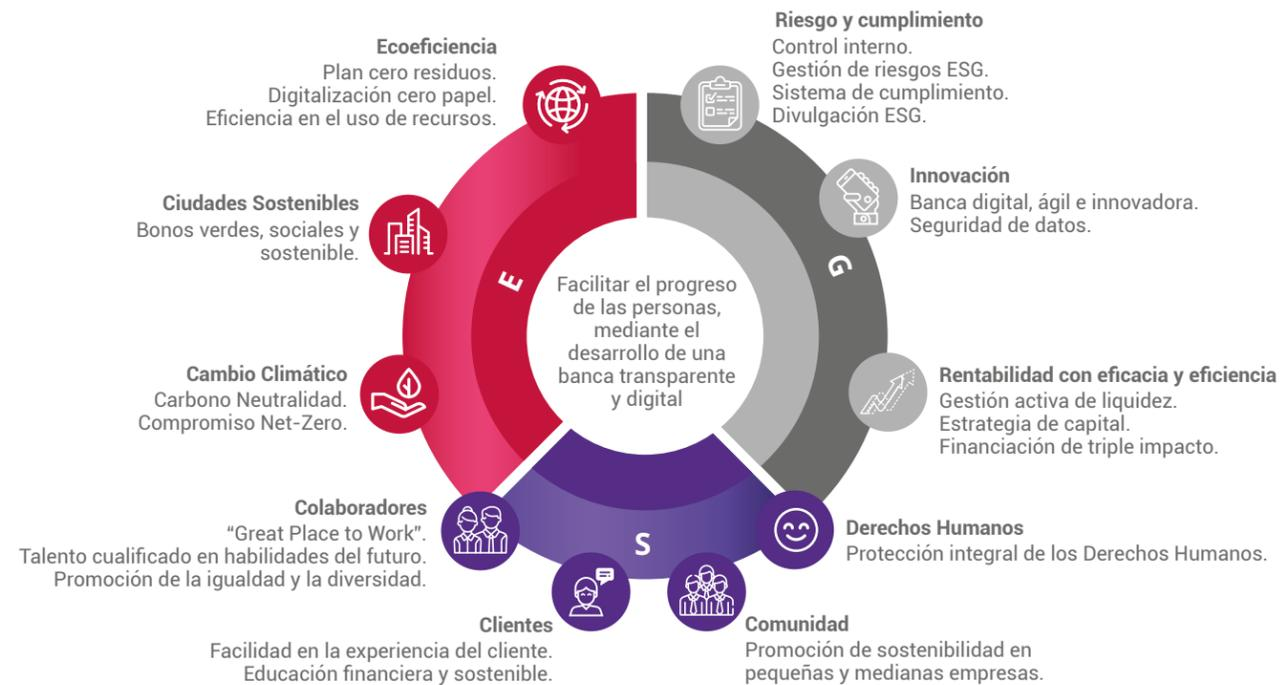 Ecoeficiencia
Plan cero residuos.
Digitalización cero papel.
Eficiencia en el uso de recursos.
Ciudades Sostenibles
Bonos verdes, sociales y
sostenible.
Cambio Climático
Carbono Neutralidad.
Compromiso Net-Zero.
Colaboradores
“Great Place to Work”.
Talento cualificado en habilidades del futuro.
Promoción de la igualdad y la diversidad.
Clientes
Facilidad en la experiencia del cliente.
Educación financiera y sostenible.
E
Facilitar el progreso
de las personas,
mediante el
desarrollo de una
banca transparente
y digital
G
S
Riesgo y cumplimiento
Control interno.
Gestión de riesgos ESG.
Sistema de cumplimiento.
Divulgación ESG.
Innovación
Banca digital, ágil e innovadora.
Seguridad de datos.
Rentabilidad con eficacia y eficiencia
Gestión activa de liquidez.
Estrategia de capital.
Financiación de triple impacto.
Derechos Humanos
Protección integral de los Derechos Humanos.
Comunidad
Promoción de sostenibilidad en
pequeñas y medianas empresas.